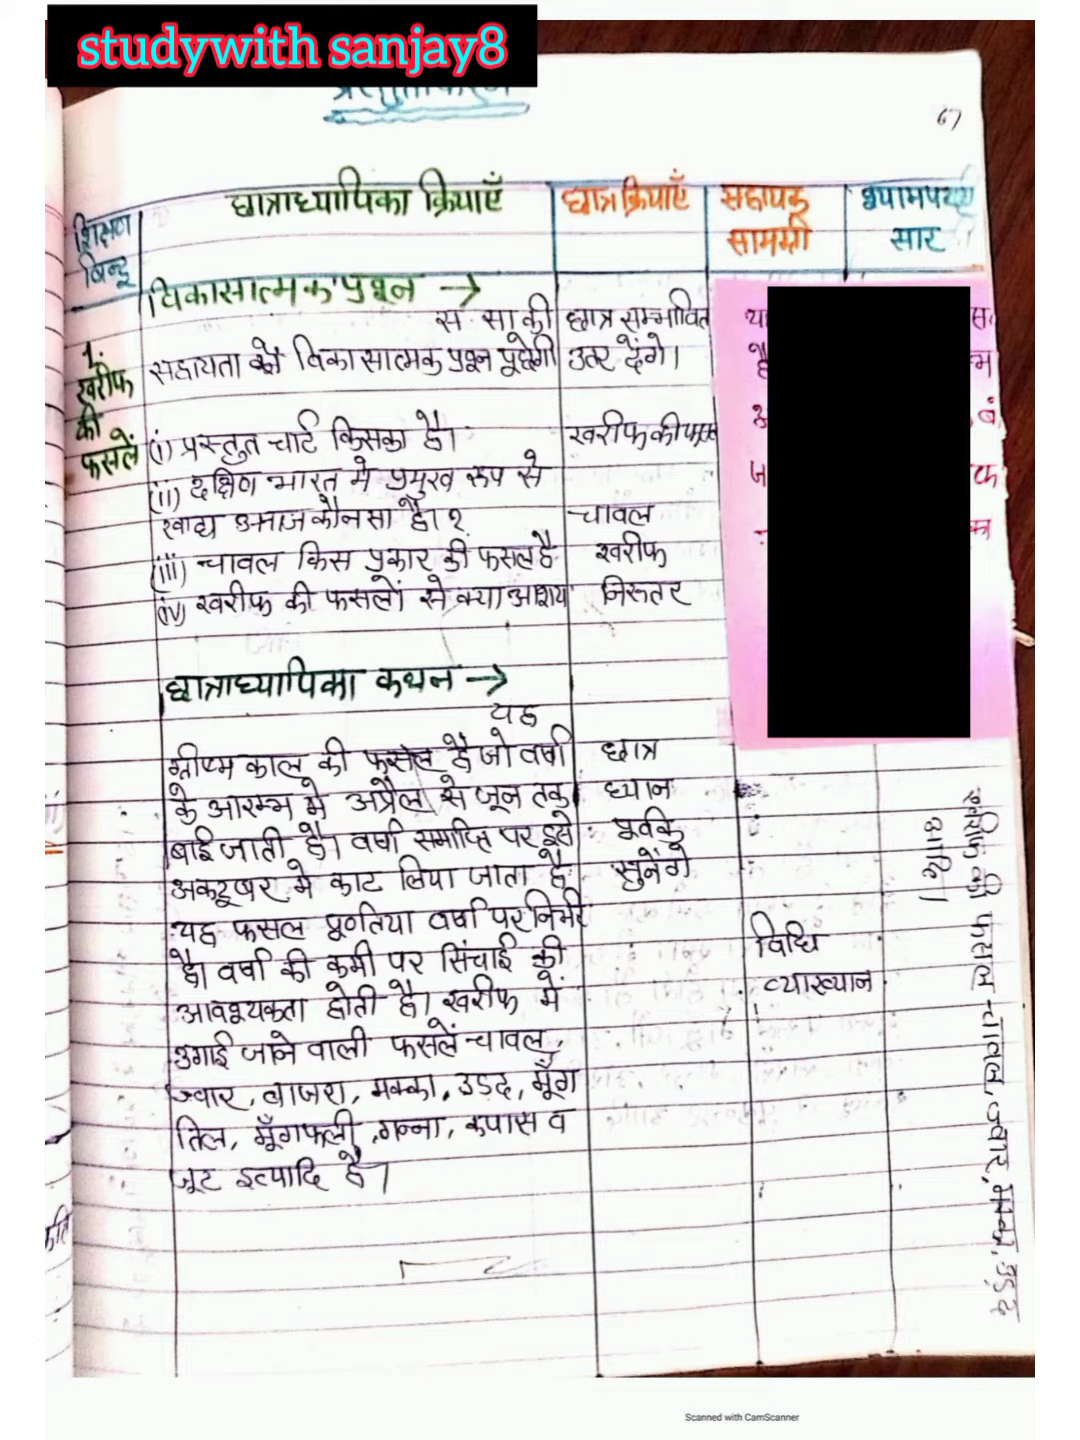 studywith sanjay8
67
शिक्षण बिन्दू
छात्राध्यापिका क्रियाएँ
छात्र क्रियाएँ
सहायक सामग्री
श्यामपट्ट सार
1. खरीफ की फसलें
विकासात्मक प्रश्न →
स सा की
सहायता से विकासात्मक प्रश्न पूछेगी
छात्र सम्भावित
उतर देंगे।
(i) प्रस्तुत चार्ट किसका है।
खरीफ की फसल
(ii) दक्षिण भारत मे प्रमुख रूप से
खाद्य अनाज कौनसा है। ?
चावल
(iii) चावल किस प्रकार की फसल है
खरीफ
(iv) खरीफ की फसलों से क्या आशय
निरूतर
छात्राध्यापिका कथन →
यह
ग्रीष्म काल की फसल है जो वर्षा
के आरम्भ मे अप्रैल से जून तक
बाई जाती है। वर्षा समाप्ति पर इसे
अकटूबर मे काट लिया जाता है
यह फसल पूणतिया वर्षा पर निर्भर
है। वर्षा की कमी पर सिंचाई की
आवश्यकता होती है। खरीफ में
उगाई जाने वाली फसलें चावल,
ज्वार, बाजरा, मक्का, उड़द, मूँग
तिल, मूँगफली, गन्ना, कपास व
जूट इत्यादि है।
छात्र
ध्यान
पूर्वक
सुनेंगे
विधि
व्याख्यान
खरीफ की फसल - चावल, ज्वार, मक्का, उड़द
आदि।
Scanned with CamScanner